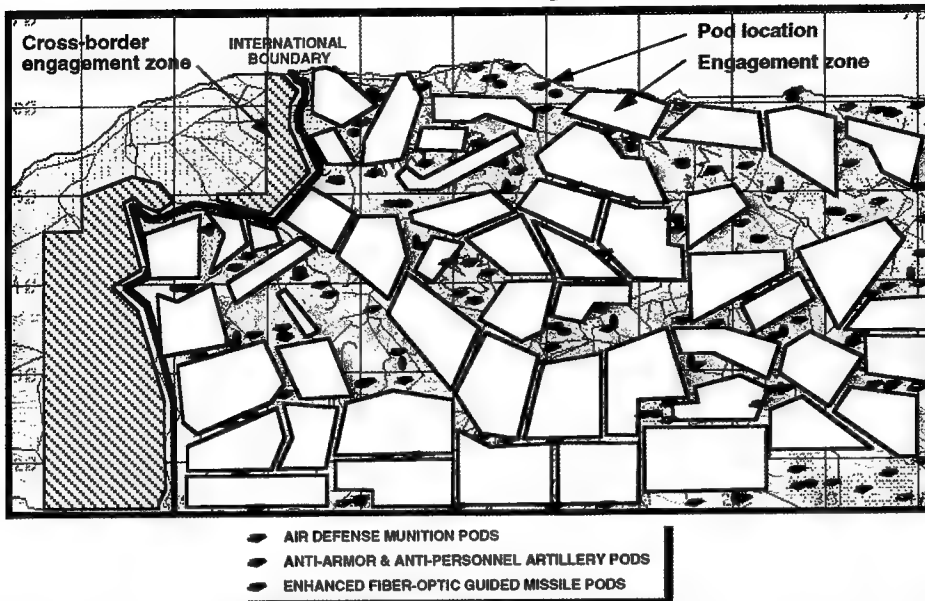 Cross-border
engagement zone
INTERNATIONAL
BOUNDARY
Pod location
Engagement zone
AIR DEFENSE MUNITION PODS
ANTI-ARMOR & ANTI-PERSONNEL ARTILLERY PODS
ENHANCED FIBER-OPTIC GUIDED MISSILE PODS